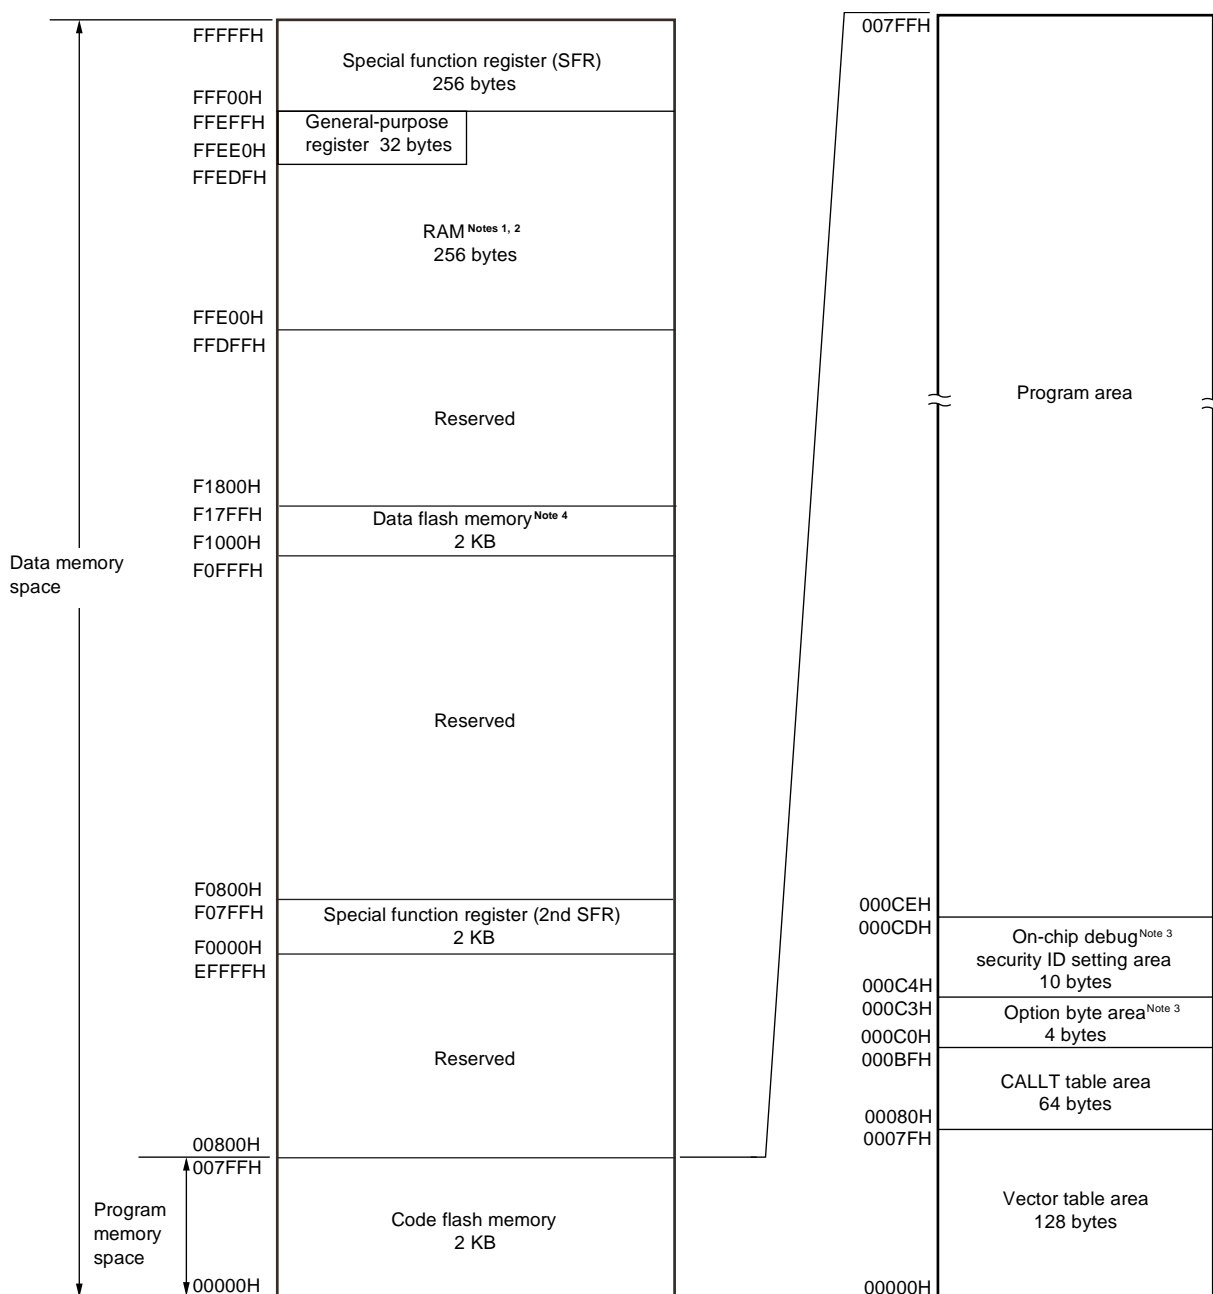 FFFFFH
Special function register (SFR)
256 bytes
FFF00H
FFEFFH
General-purpose
register 32 bytes
FFEE0H
FFEDFH
RAM Notes 1, 2
256 bytes
FFE00H
FFDFFH
Reserved
F1800H
F17FFH
Data flash memory Note 4
2 KB
F1000H
F0FFFH
Data memory
space
Reserved
F0800H
F07FFH
Special function register (2nd SFR)
2 KB
F0000H
EFFFFH
Reserved
00800H
007FFH
Program
memory
space
Code flash memory
2 KB
00000H
007FFH
Program area
000CEH
000CDH
On-chip debug Note 3
security ID setting area
10 bytes
000C4H
000C3H
Option byte area Note 3
4 bytes
000C0H
000BFH
CALLT table area
64 bytes
00080H
0007FH
Vector table area
128 bytes
00000H